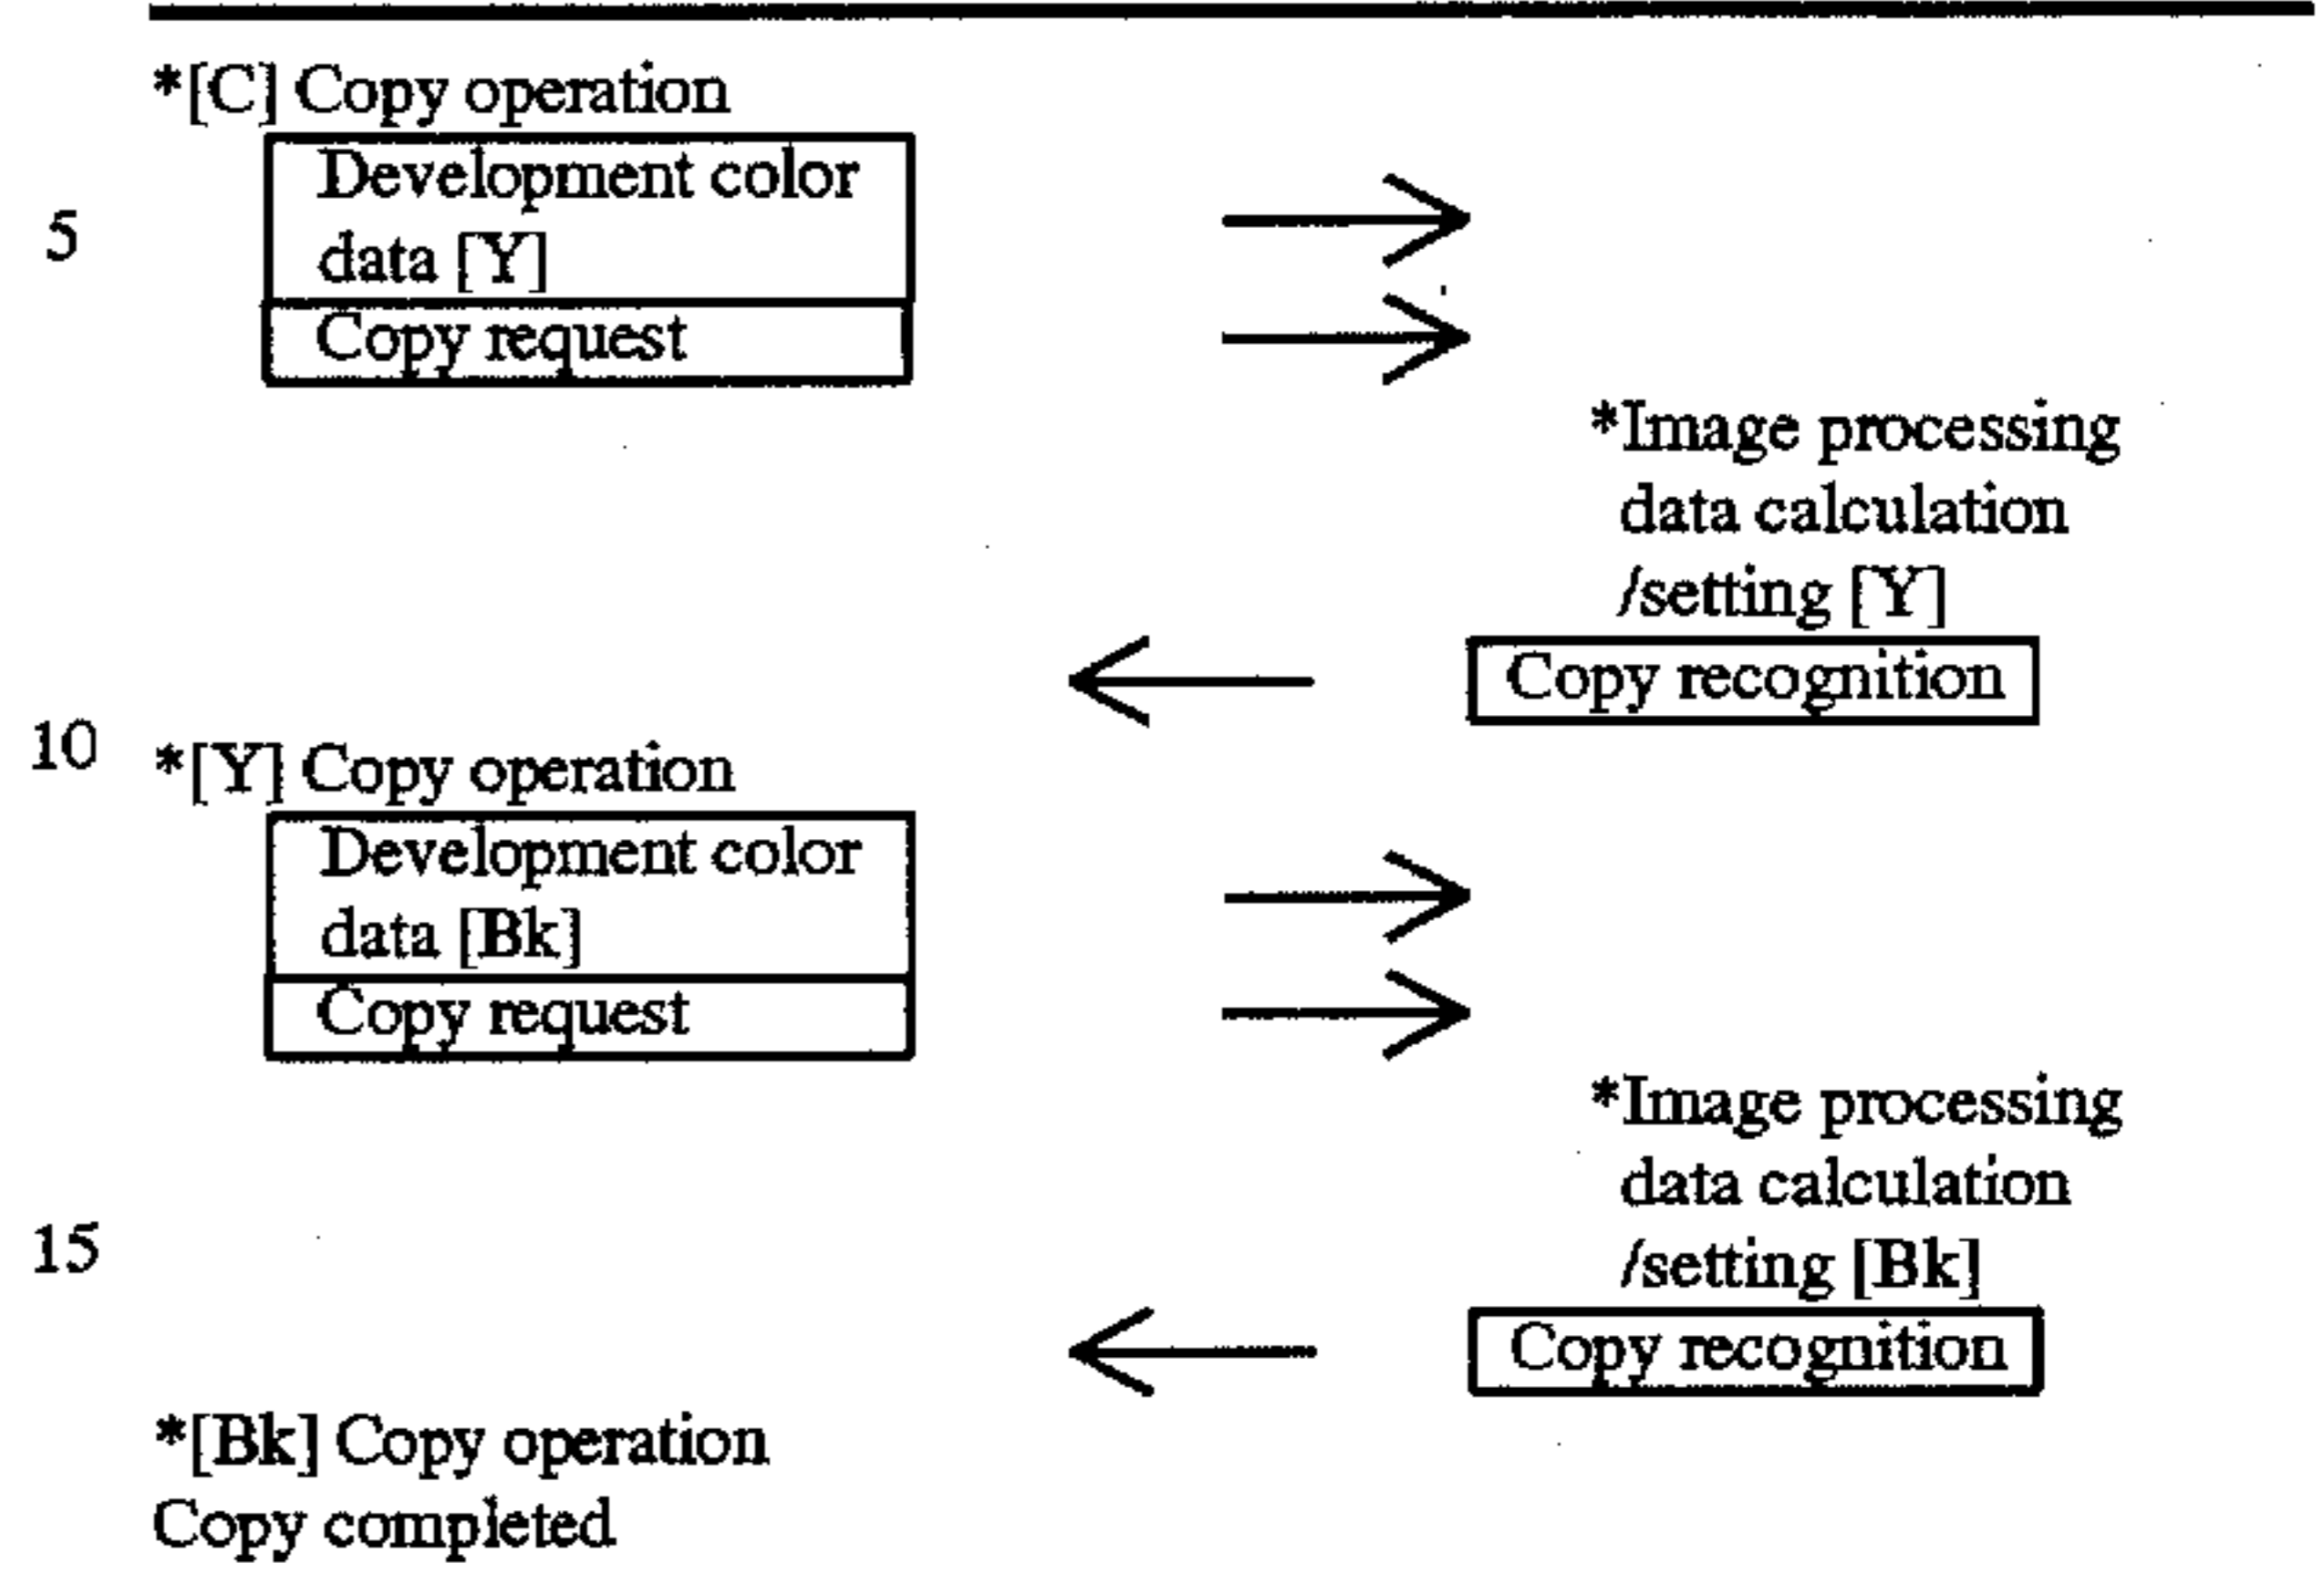 *[C] Copy operation
Development color
5
data [Y]
Copy request
*Image processing
data calculation
/setting [Y]
Copy recognition
10
*[Y] Copy operation
Development color
data [Bk]
Copy request
*Image processing
data calculation
15
/setting [Bk]
Copy recognition
*[Bk] Copy operation
Copy completed